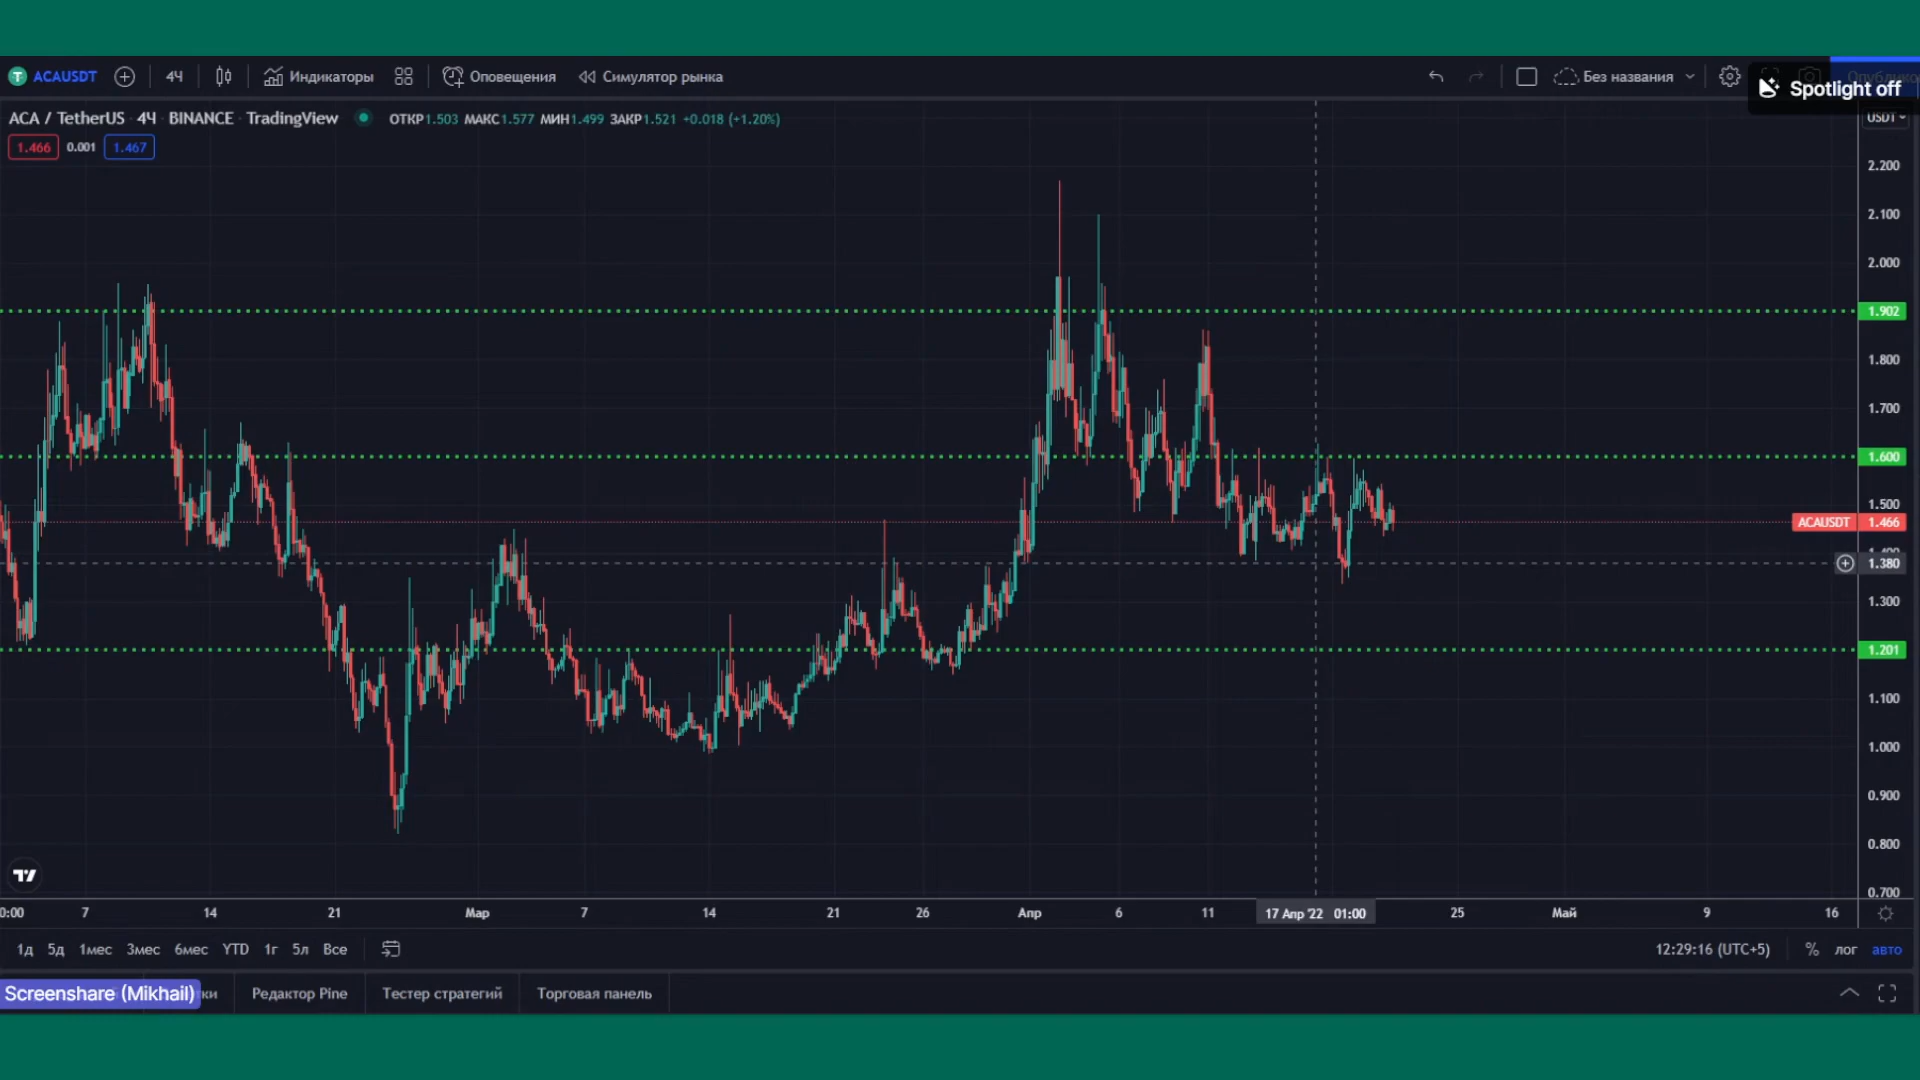 ACAUSDT 4Ч Индикаторы Оповещения Симулятор рынка Без названия
Spotlight off
ACA / TetherUS 4Ч BINANCE TradingView ОТКР1.503 МАКС1.577 МИН1.499 ЗАКР1.521 +0.018 (+1.20%)
USDT
1.466 0.001 1.467
2.200
2.100
2.000
1.902
1.800
1.700
1.600
1.500
ACAUSDT 1.466
1.380
1.300
1.201
1.100
1.000
0.900
0.800
0.700
0:00 7 14 21 Мар 7 14 21 26 Апр 6 11 17 Апр '22 01:00 25 Май 9 16
1д 5д 1мес 3мес 6мес YTD 1г 5л Все 12:29:16 (UTC+5) % лог авто
Screenshare (Mikhail) Редактор Pine Тестер стратегий Торговая панель